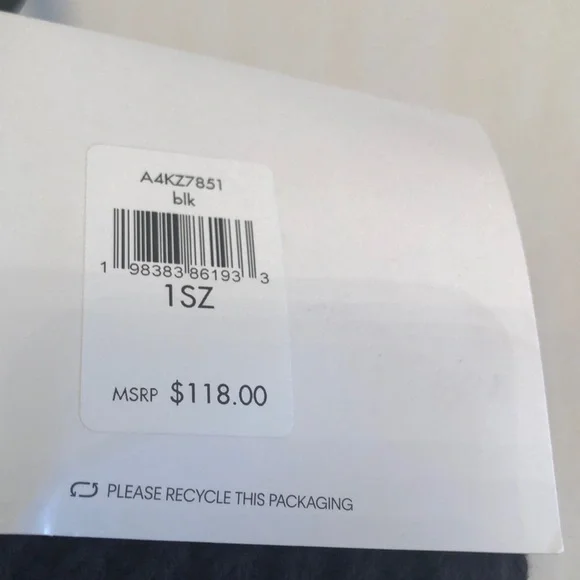 A4KZ7851
blk
1 98383 86193 3
1SZ
MSRP $118.00
PLEASE RECYCLE THIS PACKAGING